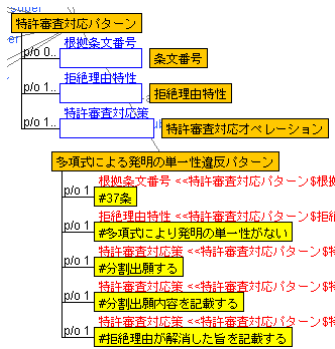 super
特許審査対応パターン
根拠条文番号
p/o 0..
条文番号
拒絶理由特性
p/o 1..
拒絶理由特性
特許審査対応策
p/o 1..
特許審査対応オペレーション
多項式による発明の単一性違反パターン
根拠条文番号 <<特許審査対応パターン$根拠
p/o 1
#37条
拒絶理由特性 <<特許審査対応パターン$拒絶
p/o 1
#多項式により発明の単一性がない
特許審査対応策 <<特許審査対応パターン$特
p/o 1
#分割出願する
特許審査対応策 <<特許審査対応パターン$特
p/o 1
#分割出願内容を記載する
特許審査対応策 <<特許審査対応パターン$特
p/o 1
#拒絶理由が解消した旨を記載する